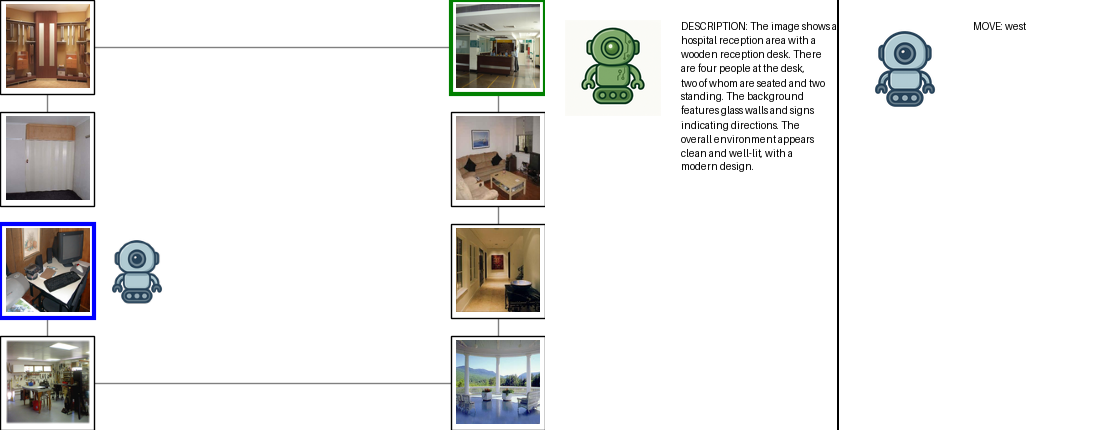 DESCRIPTION: The image shows a
hospital reception area with a
wooden reception desk. There
are four people at the desk,
two of whom are seated and two
standing. The background
features glass walls and signs
indicating directions. The
overall environment appears
clean and well-lit, with a
modern design.
MOVE: west